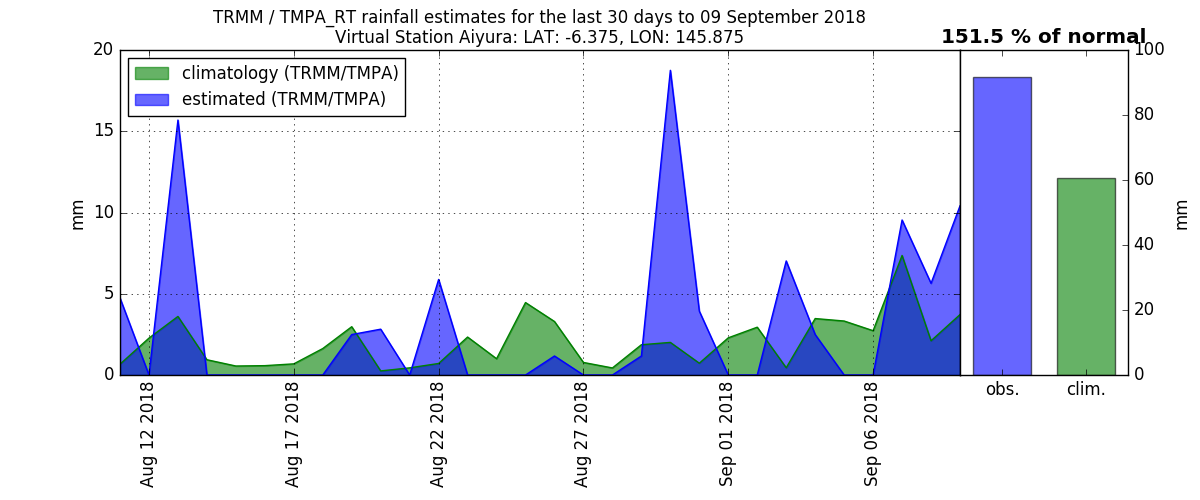 TRMM / TMPA_RT rainfall estimates for the last 30 days to 09 September 2018
Virtual Station Aiyura: LAT: -6.375, LON: 145.875
151.5 % of normal
climatology (TRMM/TMPA)
estimated (TRMM/TMPA)
20
15
10
5
0
mm
Aug 12 2018
Aug 17 2018
Aug 22 2018
Aug 27 2018
Sep 01 2018
Sep 06 2018
100
80
60
40
20
0
mm
obs.
clim.